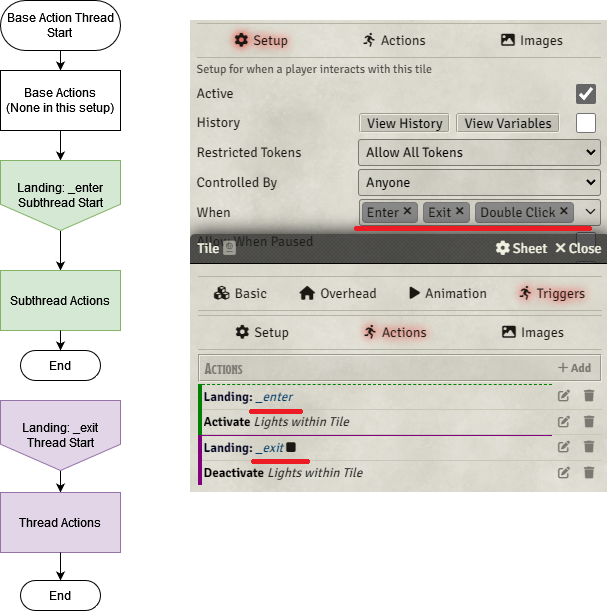 Base Action Thread
Start
Base Actions
(None in this setup)
Landing: _enter
Subthread Start
Subthread Actions
End
Landing: _exit
Thread Start
Thread Actions
End
Setup
Actions
Images
Setup for when a player interacts with this tile
Active
History
View History
View Variables
Restricted Tokens
Allow All Tokens
Controlled By
Anyone
When
Enter ×
Exit ×
Double Click ×
Allow When Paused
Tile
Sheet
× Close
Basic
Overhead
Animation
Triggers
Setup
Actions
Images
ACTIONS
+ Add
Landing: _enter
Activate Lights within Tile
Landing: _exit
Deactivate Lights within Tile